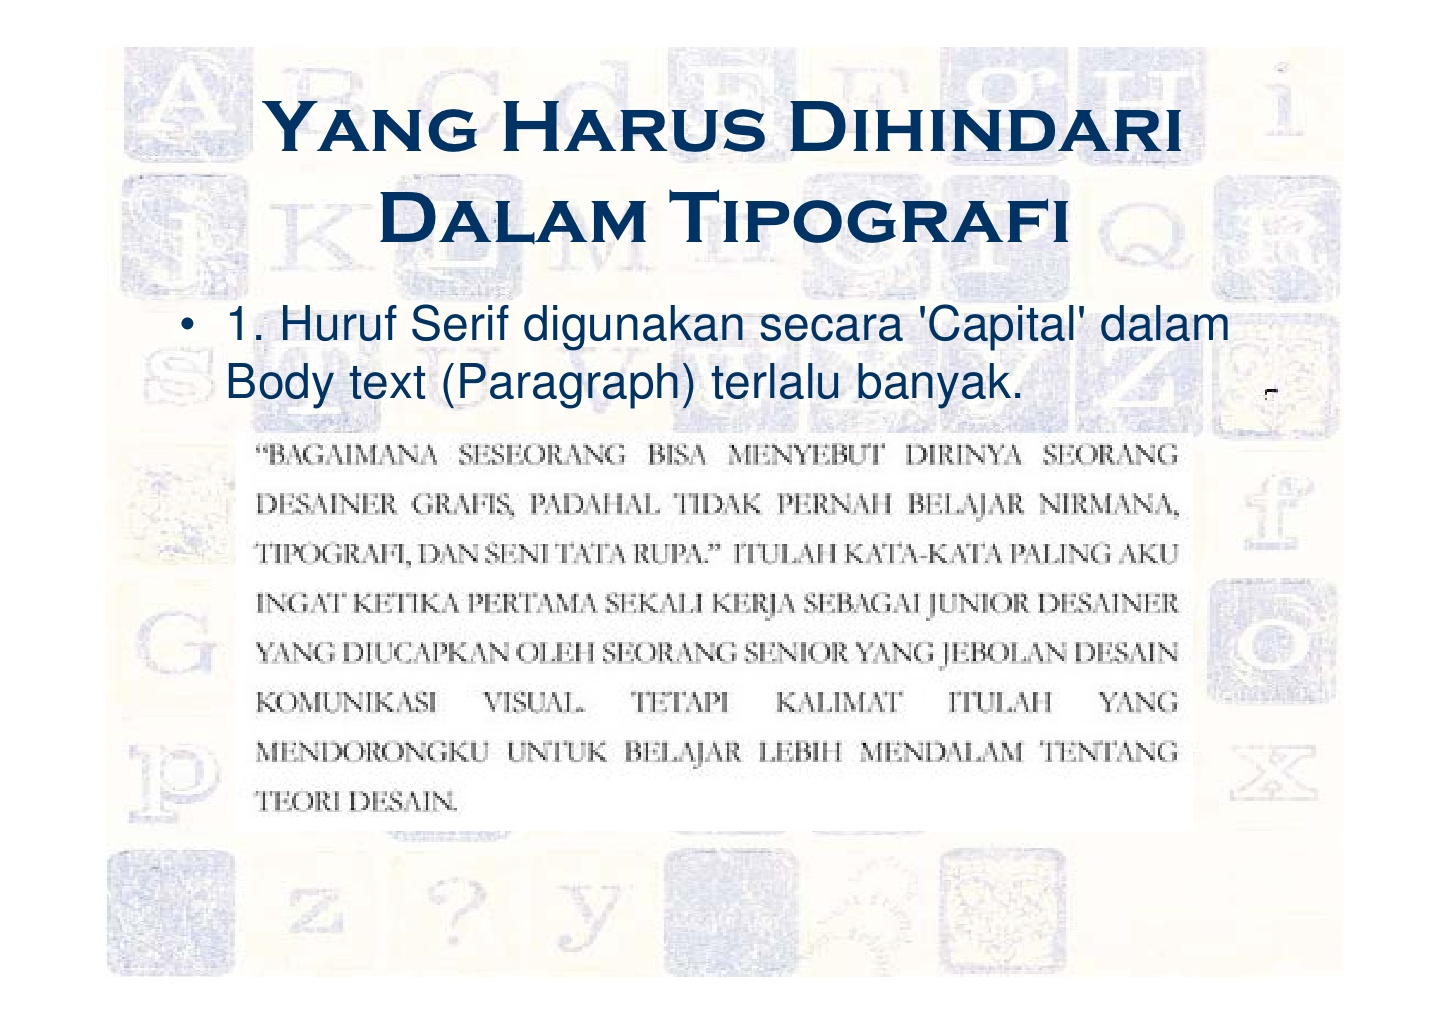 YANG HARUS DIHINDARI
DALAM TIPOGRAFI
• 1. Huruf Serif digunakan secara 'Capital' dalam
Body text (Paragraph) terlalu banyak.
“BAGAIMANA SESEORANG BISA MENYEBUT DIRINYA SEORANG
DESAINER GRAFIS, PADAHAL TIDAK PERNAH BELAJAR NIRMANA,
TIPOGRAFI, DAN SENI TATA RUPA.” ITULAH KATA-KATA PALING AKU
INGAT KETIKA PERTAMA SEKALI KERJA SEBAGAI JUNIOR DESAINER
YANG DIUCAPKAN OLEH SEORANG SENIOR YANG JEBOLAN DESAIN
KOMUNIKASI VISUAL. TETAPI KALIMAT ITULAH YANG
MENDORONGKU UNTUK BELAJAR LEBIH MENDALAM TENTANG
TEORI DESAIN.